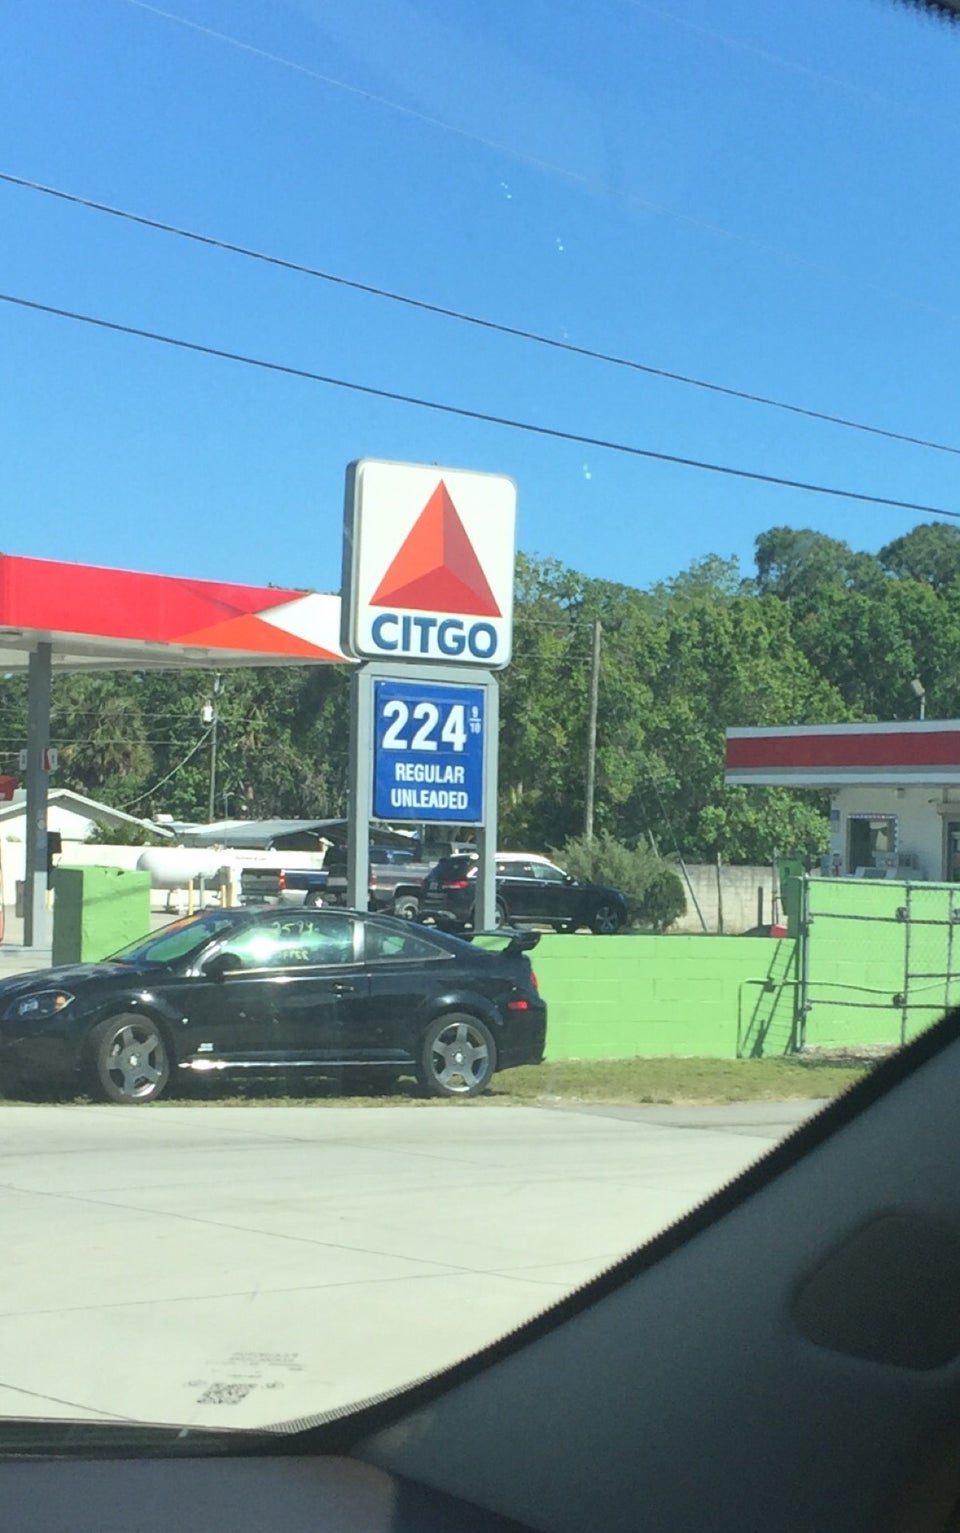 CITGO
224 9/10
REGULAR
UNLEADED